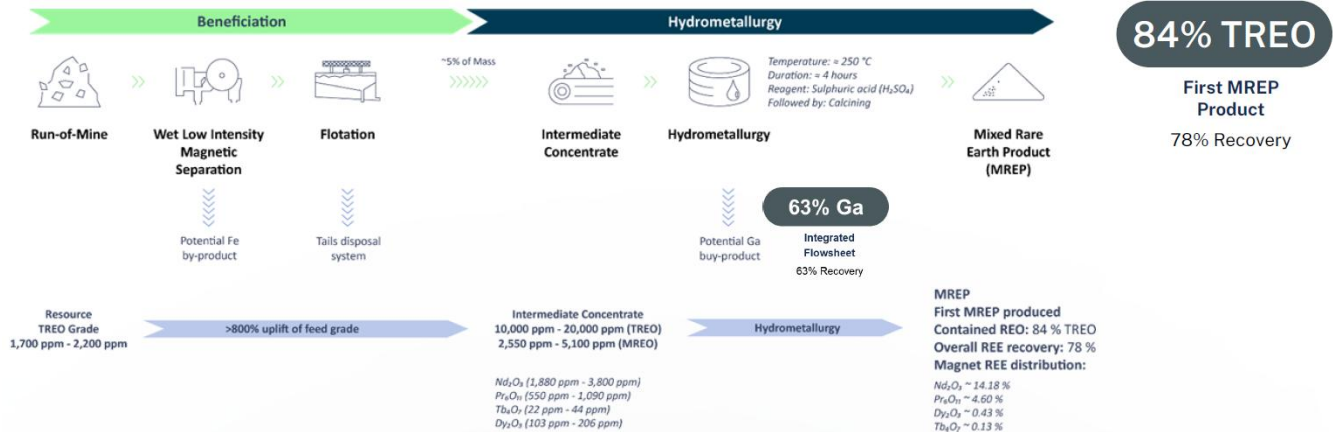 Beneficiation
Hydrometallurgy
84% TREO
First MREP
Product
78% Recovery
~5% of Mass
Temperature: ≈ 250 °C
Duration: ≈ 4 hours
Reagent: Sulphuric acid (H₂SO₄)
Followed by: Calcining
Run-of-Mine
Wet Low Intensity
Magnetic
Separation
Flotation
Intermediate
Concentrate
Hydrometallurgy
Mixed Rare
Earth Product
(MREP)
Potential Fe
by-product
Tails disposal
system
Potential Ga
buy-product
63% Ga
Integrated
Flowsheet
63% Recovery
Resource
TREO Grade
1,700 ppm - 2,200 ppm
>800% uplift of feed grade
Intermediate Concentrate
10,000 ppm - 20,000 ppm (TREO)
2,550 ppm - 5,100 ppm (MREO)
Nd₂O₃ (1,880 ppm - 3,800 ppm)
Pr₆O₁₁ (550 ppm - 1,090 ppm)
Tb₄O₇ (22 ppm - 44 ppm)
Dy₂O₃ (103 ppm - 206 ppm)
Hydrometallurgy
MREP
First MREP produced
Contained REO: 84 % TREO
Overall REE recovery: 78 %
Magnet REE distribution:
Nd₂O₃ ~ 14.18 %
Pr₆O₁₁ ~ 4.60 %
Dy₂O₃ ~ 0.43 %
Tb₄O₇ ~ 0.13 %